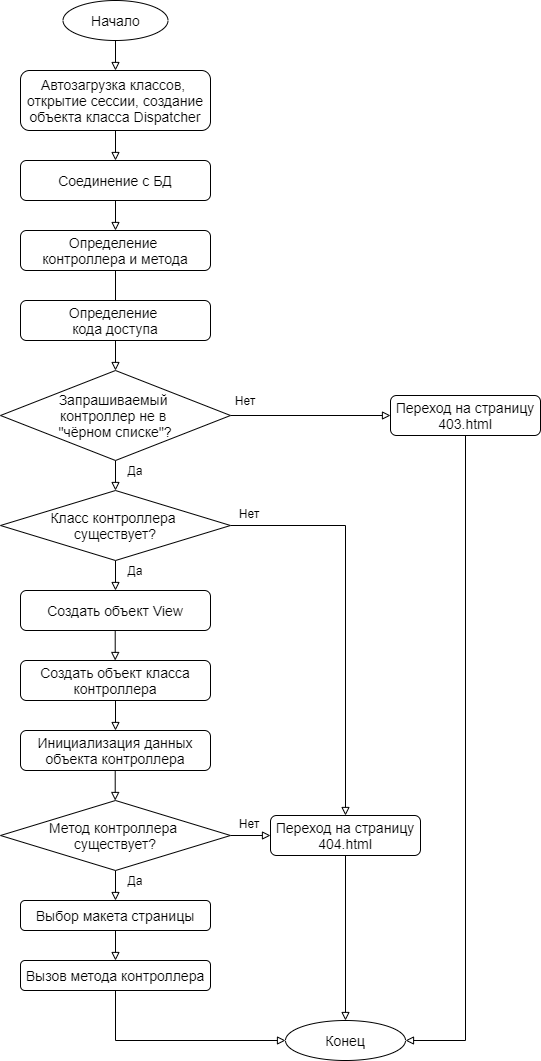 Начало
Автозагрузка классов,
открытие сессии, создание
объекта класса Dispatcher
Соединение с БД
Определение
контроллера и метода
Определение
кода доступа
Запрашиваемый
контроллер не в
"чёрном списке"?
Нет
Переход на страницу
403.html
Да
Класс контроллера
существует?
Нет
Да
Создать объект View
Создать объект класса
контроллера
Инициализация данных
объекта контроллера
Метод контроллера
существует?
Нет
Переход на страницу
404.html
Да
Выбор макета страницы
Вызов метода контроллера
Конец